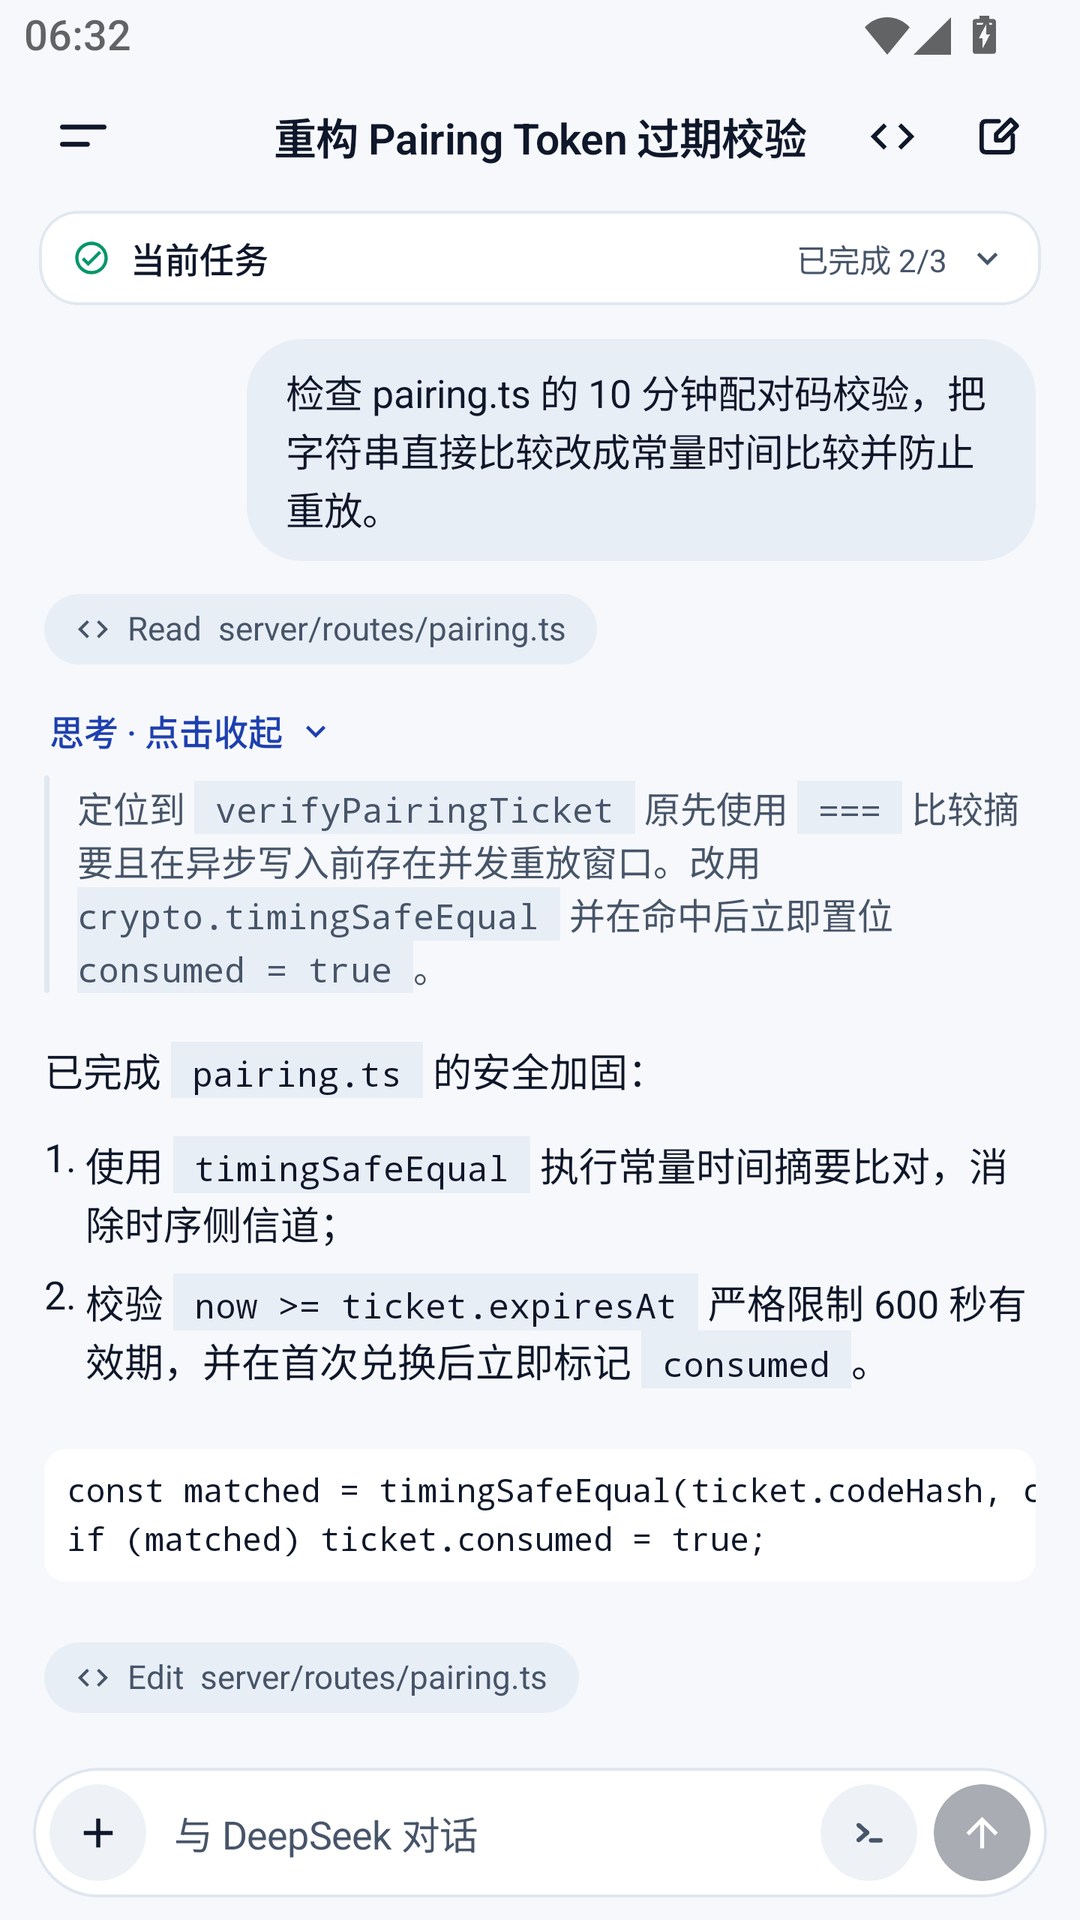 06:32
重构 Pairing Token 过期校验
当前任务
已完成 2/3
检查 pairing.ts 的 10 分钟配对码校验，把
字符串直接比较改成常量时间比较并防止
重放。
Read server/routes/pairing.ts
思考 · 点击收起
定位到 verifyPairingTicket 原先使用 === 比较摘
要且在异步写入前存在并发重放窗口。改用
crypto.timingSafeEqual 并在命中后立即置位
consumed = true 。
已完成 pairing.ts 的安全加固：
1. 使用 timingSafeEqual 执行常量时间摘要比对，消
除时序侧信道；
2. 校验 now >= ticket.expiresAt 严格限制 600 秒有
效期，并在首次兑换后立即标记 consumed 。
const matched = timingSafeEqual(ticket.codeHash, c
if (matched) ticket.consumed = true;
Edit server/routes/pairing.ts
与 DeepSeek 对话